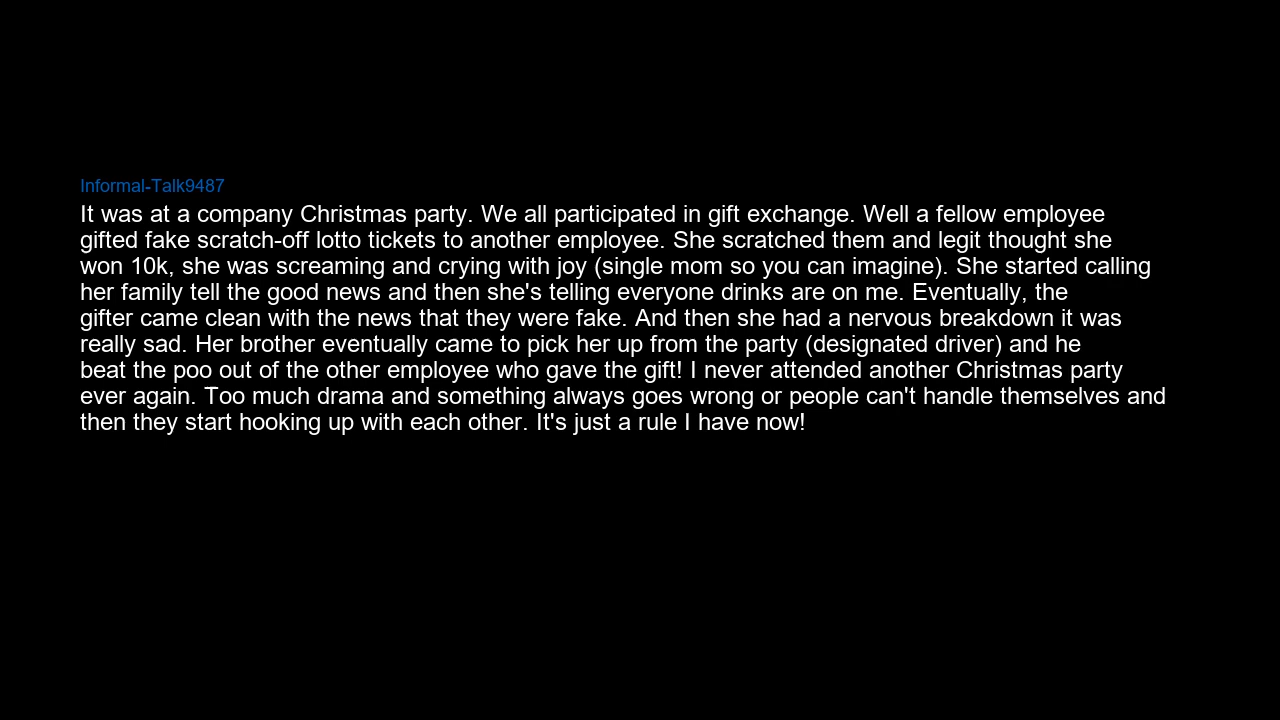 Informal-Talk9487
It was at a company Christmas party. We all participated in gift exchange. Well a fellow employee
gifted fake scratch-off lotto tickets to another employee. She scratched them and legit thought she
won 10k, she was screaming and crying with joy (single mom so you can imagine). She started calling
her family tell the good news and then she's telling everyone drinks are on me. Eventually, the
gifter came clean with the news that they were fake. And then she had a nervous breakdown it was
really sad. Her brother eventually came to pick her up from the party (designated driver) and he
beat the poo out of the other employee who gave the gift! I never attended another Christmas party
ever again. Too much drama and something always goes wrong or people can't handle themselves and
then they start hooking up with each other. It's just a rule I have now!